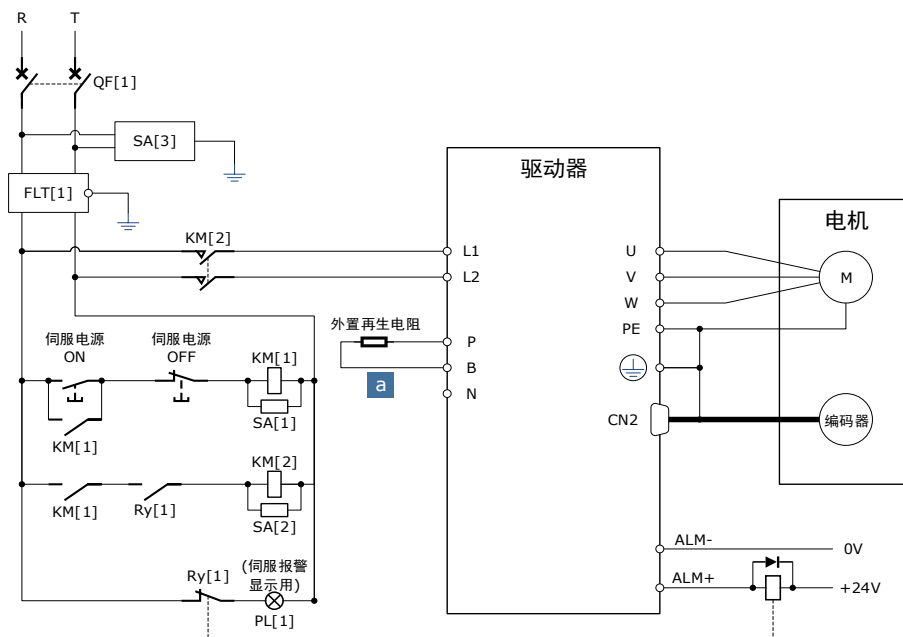 R
T
QF[1]
SA[3]
FLT[1]
KM[2]
驱动器
电机
L1
L2
U
V
W
PE
M
外置再生电阻
P
B
N
a
伺服电源
ON
伺服电源
OFF
KM[1]
SA[1]
KM[1]
CN2
编码器
KM[2]
KM[1]
Ry[1]
SA[2]
ALM-
0V
ALM+
+24V
Ry[1]
(伺服报警
显示用)
PL[1]